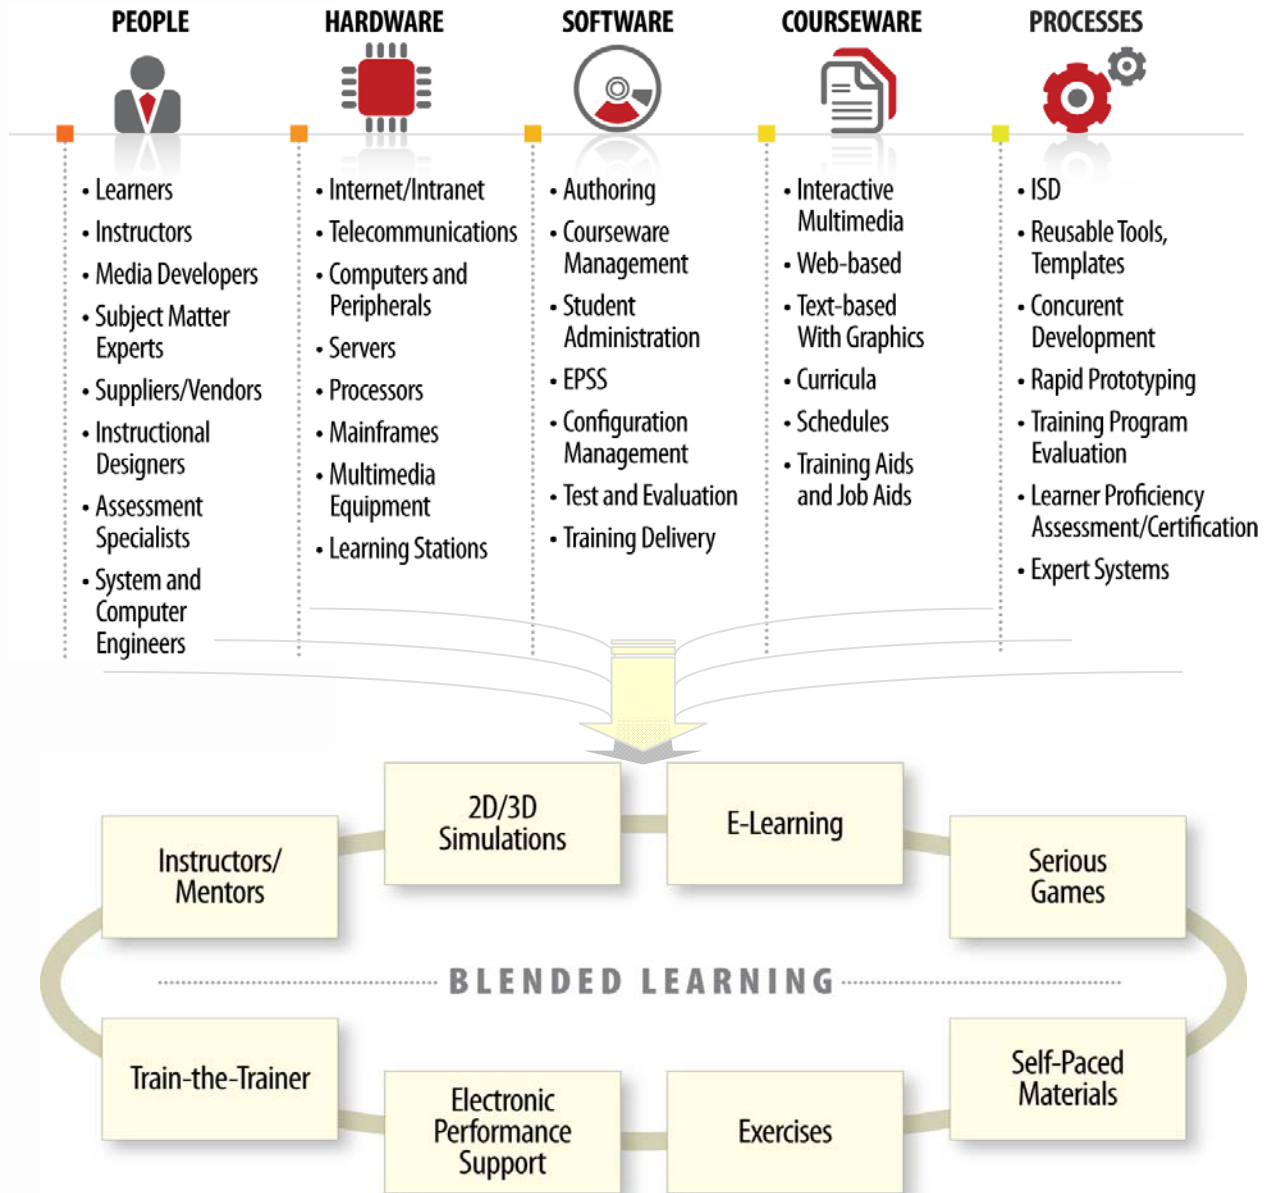 PEOPLE
• Learners
• Instructors
• Media Developers
• Subject Matter
Experts
• Suppliers/Vendors
• Instructional
Designers
• Assessment
Specialists
• System and
Computer
Engineers
HARDWARE
• Internet/Intranet
• Telecommunications
• Computers and
Peripherals
• Servers
• Processors
• Mainframes
• Multimedia
Equipment
• Learning Stations
SOFTWARE
• Authoring
• Courseware
Management
• Student
Administration
• EPSS
• Configuration
Management
• Test and Evaluation
• Training Delivery
COURSEWARE
• Interactive
Multimedia
• Web-based
• Text-based
With Graphics
• Curricula
• Schedules
• Training Aids
and Job Aids
PROCESSES
• ISD
• Reusable Tools,
Templates
• Concurent
Development
• Rapid Prototyping
• Training Program
Evaluation
• Learner Proficiency
Assessment/Certification
• Expert Systems
Instructors/
Mentors
2D/3D
Simulations
E-Learning
Serious
Games
BLENDED LEARNING
Train-the-Trainer
Electronic
Performance
Support
Exercises
Self-Paced
Materials